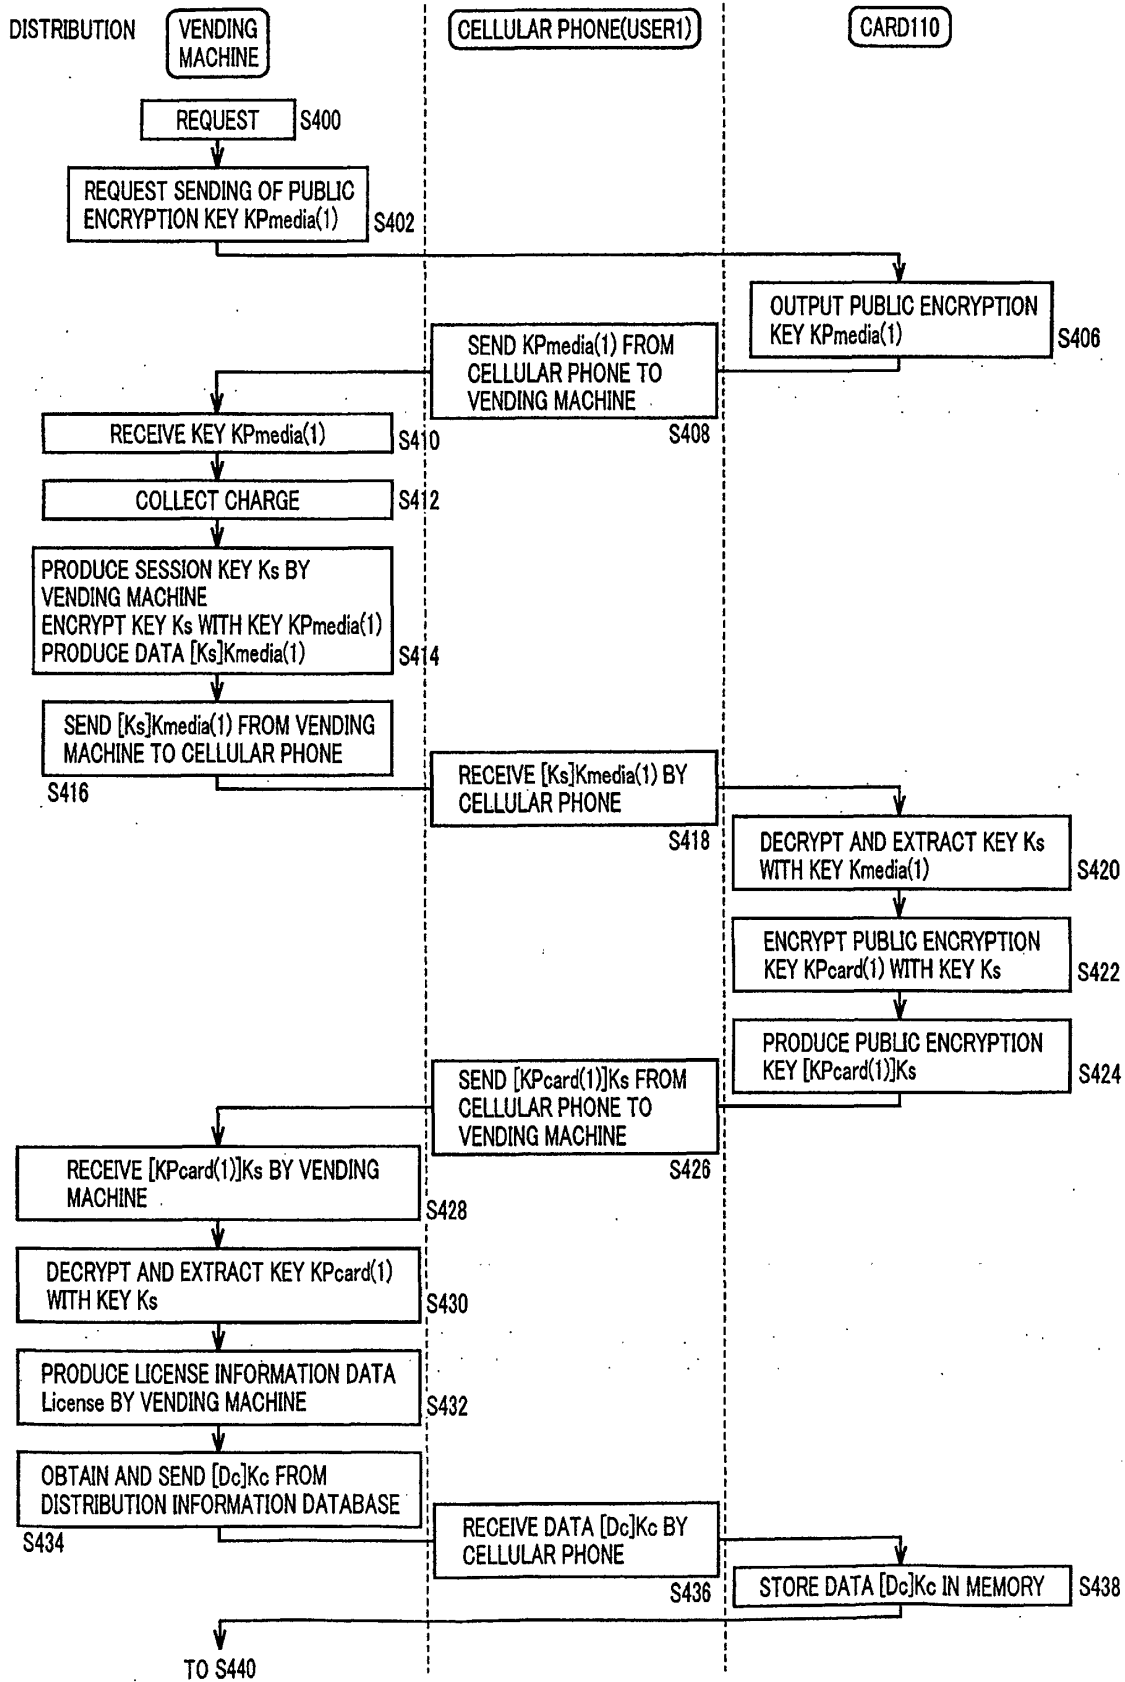 DISTRIBUTION
VENDING
MACHINE
CELLULAR PHONE(USER1)
CARD110
REQUEST
S400
REQUEST SENDING OF PUBLIC
ENCRYPTION KEY KPmedia(1)
S402
OUTPUT PUBLIC ENCRYPTION
KEY KPmedia(1)
S406
SEND KPmedia(1) FROM
CELLULAR PHONE TO
VENDING MACHINE
S408
RECEIVE KEY KPmedia(1)
S410
COLLECT CHARGE
S412
PRODUCE SESSION KEY Ks BY
VENDING MACHINE
ENCRYPT KEY Ks WITH KEY KPmedia(1)
PRODUCE DATA [Ks]Kmedia(1)
S414
SEND [Ks]Kmedia(1) FROM VENDING
MACHINE TO CELLULAR PHONE
S416
RECEIVE [Ks]Kmedia(1) BY
CELLULAR PHONE
S418
DECRYPT AND EXTRACT KEY Ks
WITH KEY Kmedia(1)
S420
ENCRYPT PUBLIC ENCRYPTION
KEY KPcard(1) WITH KEY Ks
S422
PRODUCE PUBLIC ENCRYPTION
KEY [KPcard(1)]Ks
S424
SEND [KPcard(1)]Ks FROM
CELLULAR PHONE TO
VENDING MACHINE
S426
RECEIVE [KPcard(1)]Ks BY VENDING
MACHINE
S428
DECRYPT AND EXTRACT KEY KPcard(1)
WITH KEY Ks
S430
PRODUCE LICENSE INFORMATION DATA
License BY VENDING MACHINE
S432
OBTAIN AND SEND [Dc]Kc FROM
DISTRIBUTION INFORMATION DATABASE
S434
RECEIVE DATA [Dc]Kc BY
CELLULAR PHONE
S436
STORE DATA [Dc]Kc IN MEMORY
S438
TO S440